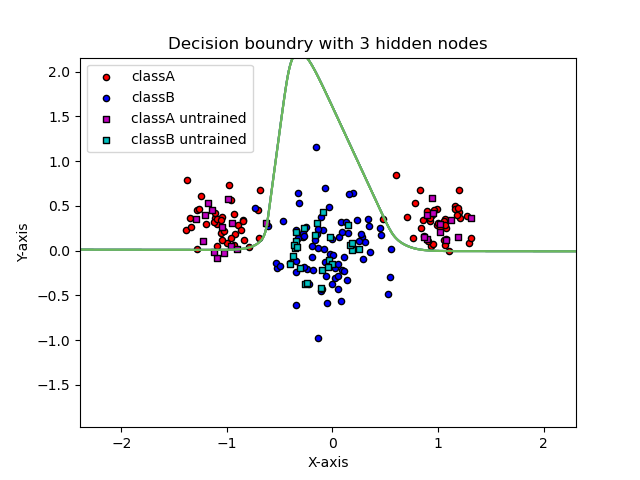 Decision boundry with 3 hidden nodes
classA
classB
classA untrained
classB untrained
2.0
1.5
1.0
0.5
0.0
−0.5
−1.0
−1.5
Y-axis
−2 −1 0 1 2
X-axis